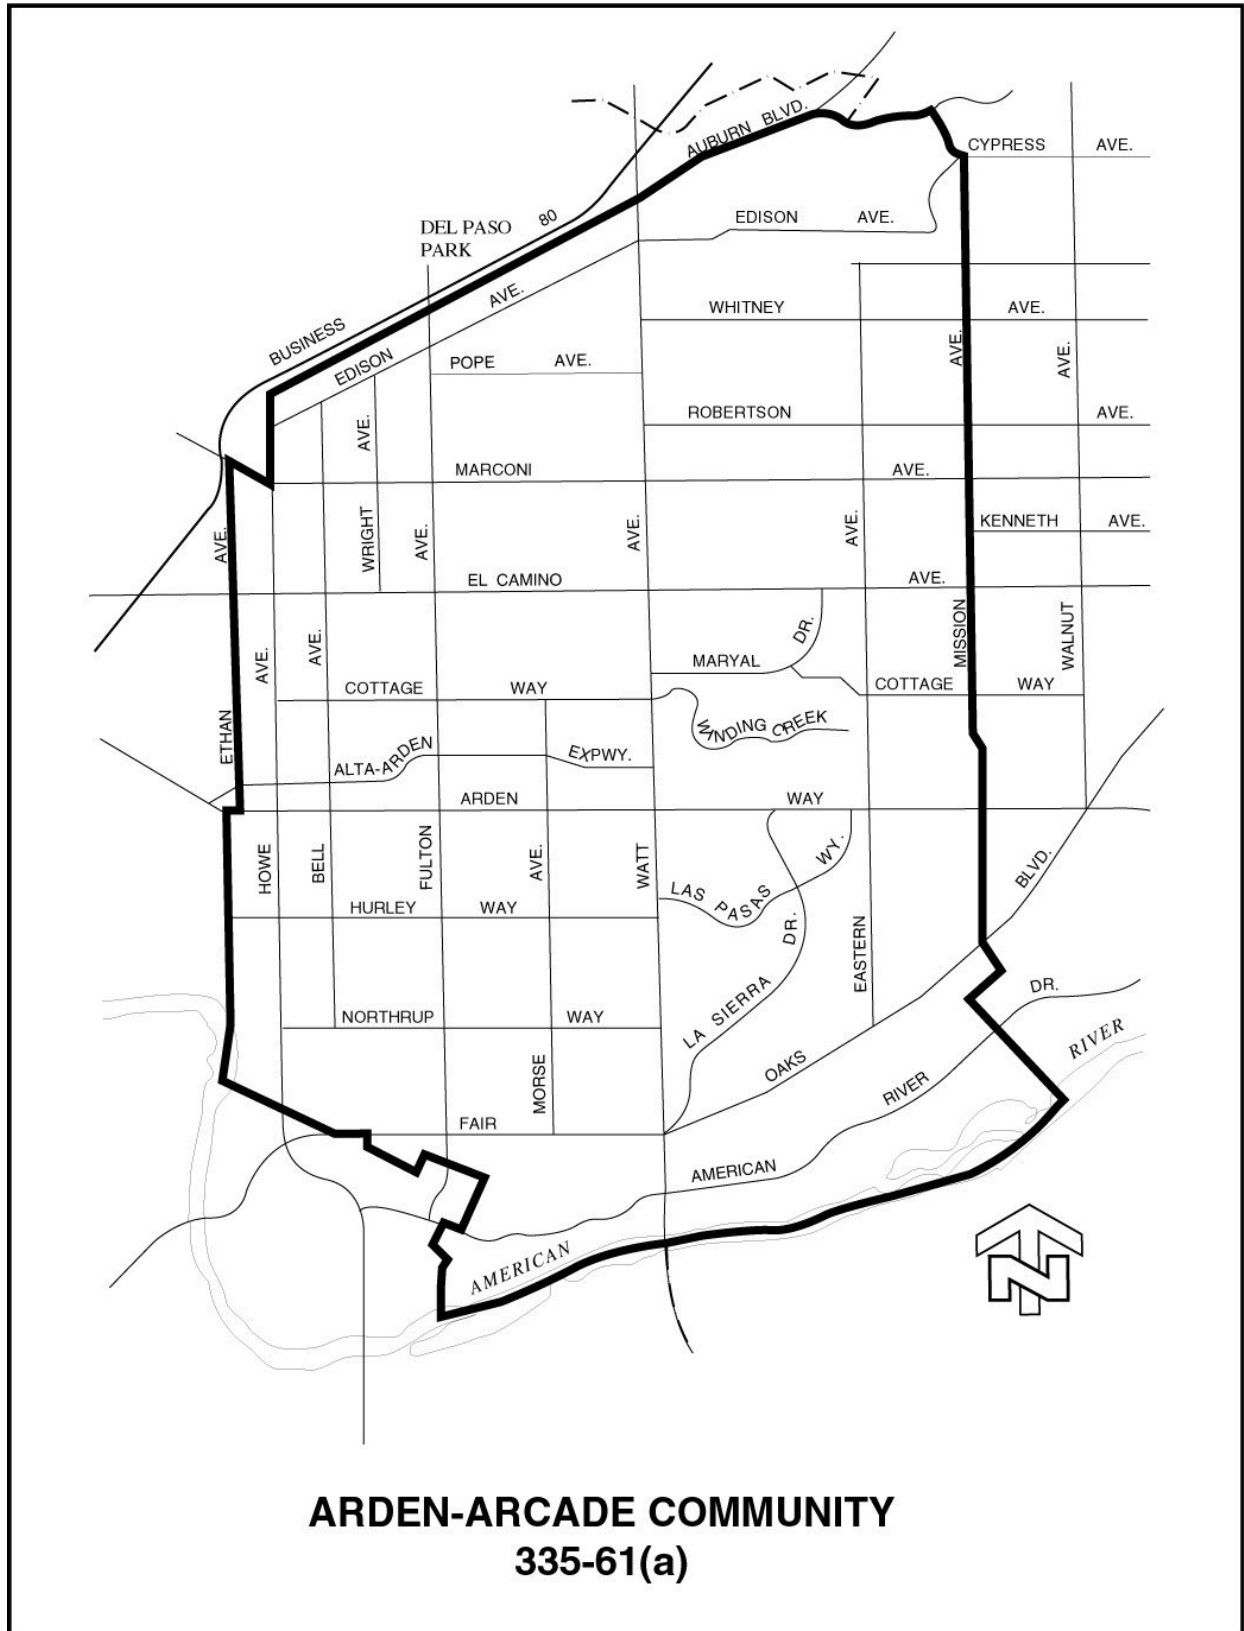 AUBURN BLVD.
CYPRESS AVE.
EDISON AVE.
DEL PASO
PARK
80
BUSINESS
EDISON AVE.
WHITNEY AVE.
POPE AVE.
ROBERTSON AVE.
MARCONI AVE.
KENNETH AVE.
EL CAMINO AVE.
MARYAL DR.
COTTAGE WAY
COTTAGE WAY
WINDING CREEK
ALTA-ARDEN EXPWY.
ARDEN WAY
ETHAN AVE.
HOWE AVE.
BELL AVE.
WRIGHT AVE.
FULTON AVE.
MORSE AVE.
WATT AVE.
EASTERN AVE.
MISSION AVE.
WALNUT AVE.
LAS PASAS WY.
HURLEY WAY
LA SIERRA DR.
NORTHRUP WAY
FAIR OAKS BLVD.
AMERICAN RIVER DR.
AMERICAN RIVER
N
ARDEN-ARCADE COMMUNITY
335-61(a)